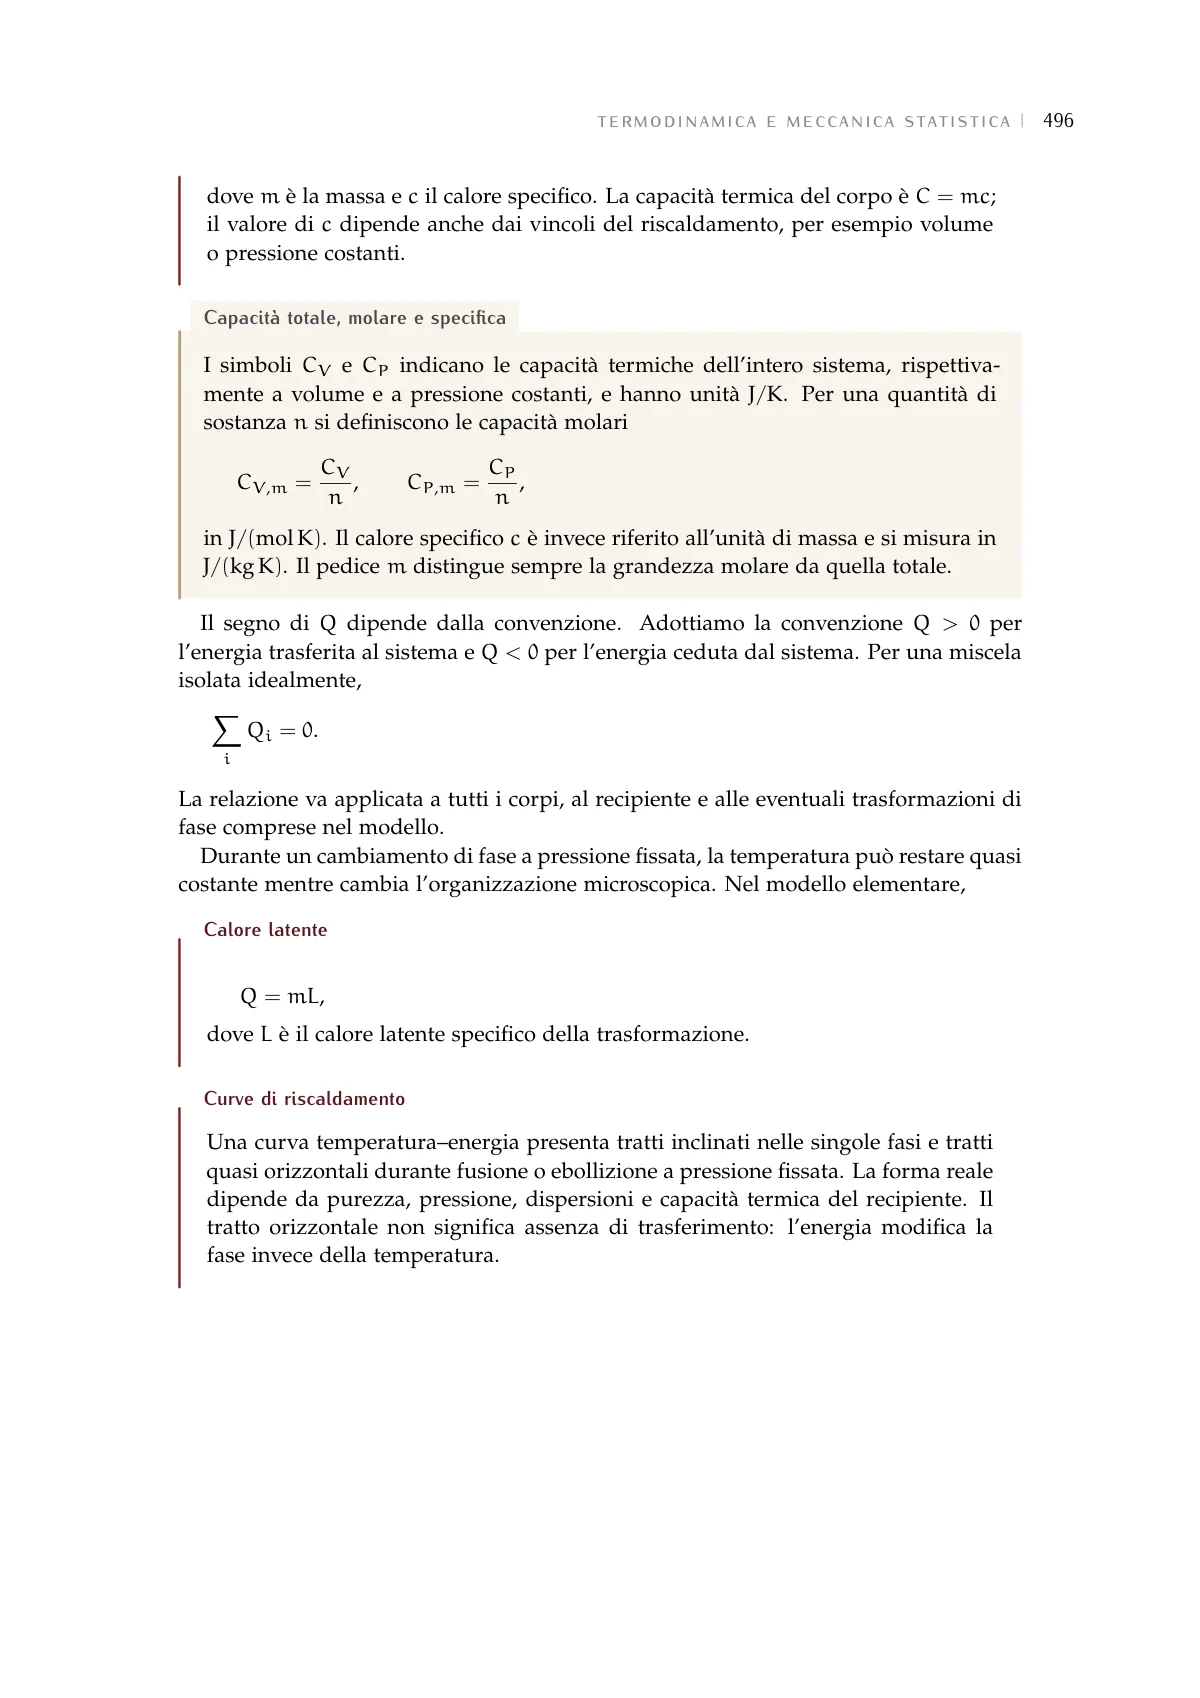 TERMODINAMICA E MECCANICA STATISTICA | 496
dove m è la massa e c il calore specifico. La capacità termica del corpo è C = mc;
il valore di c dipende anche dai vincoli del riscaldamento, per esempio volume
o pressione costanti.
Capacità totale, molare e specifica
I simboli C_V e C_P indicano le capacità termiche dell'intero sistema, rispettiva-
mente a volume e a pressione costanti, e hanno unità J/K. Per una quantità di
sostanza n si definiscono le capacità molari
C_{V,m} = C_V/n, C_{P,m} = C_P/n,
in J/(mol K). Il calore specifico c è invece riferito all'unità di massa e si misura in
J/(kg K). Il pedice m distingue sempre la grandezza molare da quella totale.
Il segno di Q dipende dalla convenzione. Adottiamo la convenzione Q > 0 per
l'energia trasferita al sistema e Q < 0 per l'energia ceduta dal sistema. Per una miscela
isolata idealmente,
∑_i Q_i = 0.
La relazione va applicata a tutti i corpi, al recipiente e alle eventuali trasformazioni di
fase comprese nel modello.
Durante un cambiamento di fase a pressione fissata, la temperatura può restare quasi
costante mentre cambia l'organizzazione microscopica. Nel modello elementare,
Calore latente
Q = mL,
dove L è il calore latente specifico della trasformazione.
Curve di riscaldamento
Una curva temperatura–energia presenta tratti inclinati nelle singole fasi e tratti
quasi orizzontali durante fusione o ebollizione a pressione fissata. La forma reale
dipende da purezza, pressione, dispersioni e capacità termica del recipiente. Il
tratto orizzontale non significa assenza di trasferimento: l'energia modifica la
fase invece della temperatura.